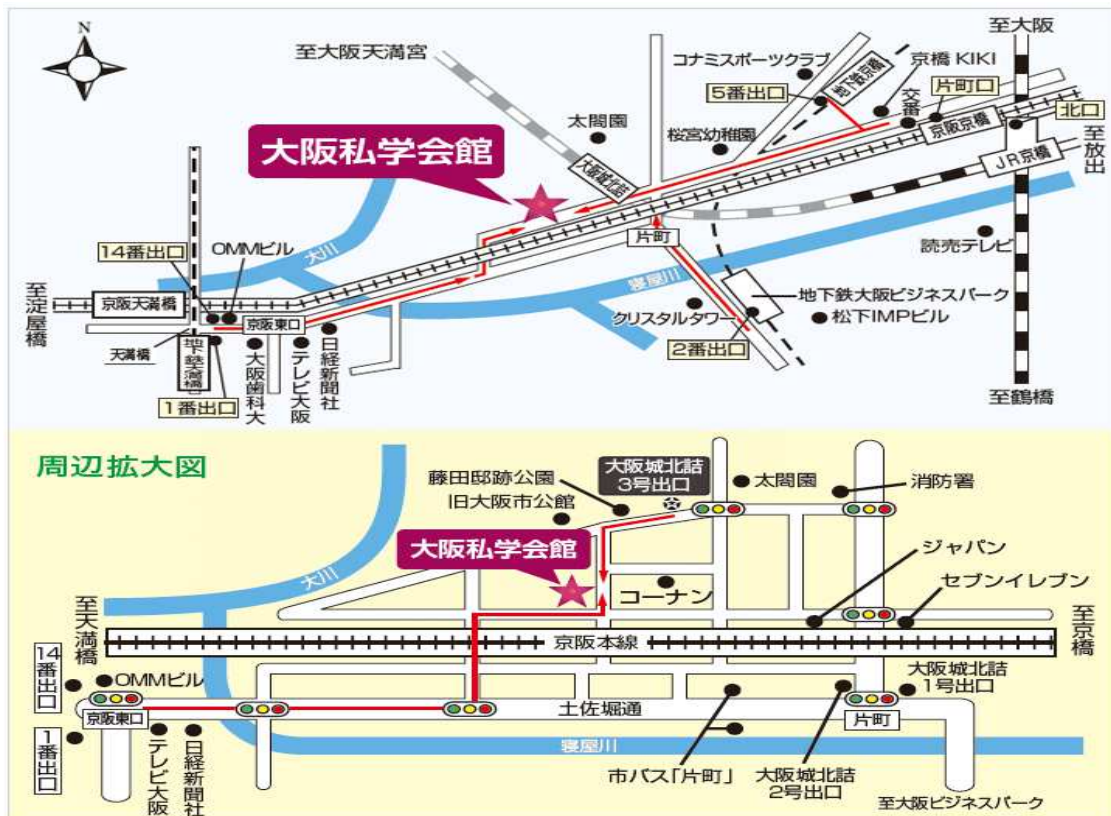 N
至大阪
至大阪天満宮
コナミスポーツクラブ
地下鉄京橋
京橋 KIKI
5番出口
交番
片町口
太閤園
桜宮幼稚園
京阪京橋
北口
大阪私学会館
大阪城北詰
JR京橋
至放出
片町
14番出口
OMMビル
大川
読売テレビ
寝屋川
至淀屋橋
京阪天満橋
地下鉄大阪ビジネスパーク
クリスタルタワー
松下IMPビル
京阪東口
天満橋
地下鉄天満橋
2番出口
1番出口
大阪歯科大
テレビ大阪
日経新聞社
至鶴橋
周辺拡大図
藤田邸跡公園
大阪城北詰
3号出口
太閤園
消防署
旧大阪市公館
大阪私学会館
ジャパン
大川
コーナン
セブンイレブン
至天満橋
京阪本線
至京橋
14番出口
OMMビル
大阪城北詰
1号出口
京阪東口
土佐堀通
片町
1番出口
テレビ大阪
日経新聞社
寝屋川
市バス「片町」
大阪城北詰
2号出口
至大阪ビジネスパーク